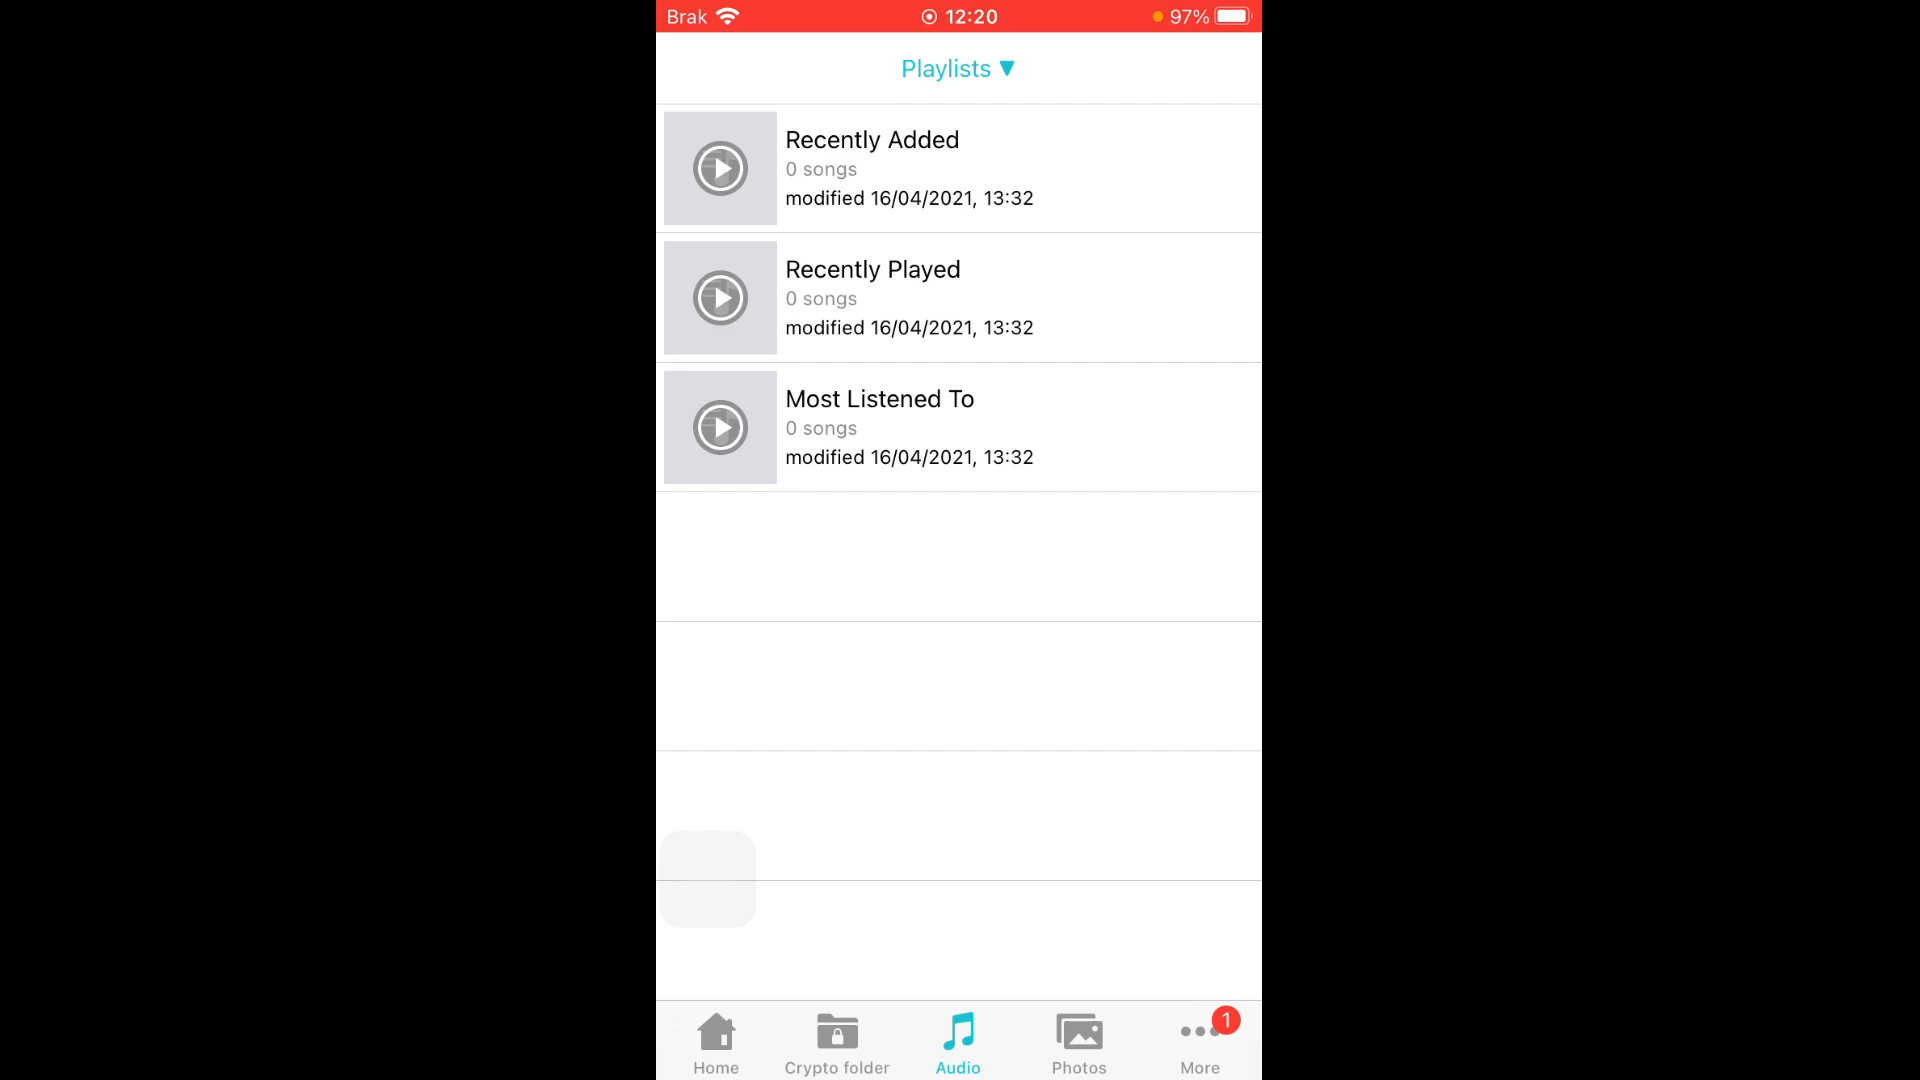 Brak 12:20 97%
Playlists ▼
Recently Added
0 songs
modified 16/04/2021, 13:32
Recently Played
0 songs
modified 16/04/2021, 13:32
Most Listened To
0 songs
modified 16/04/2021, 13:32
1
Home Crypto folder Audio Photos More